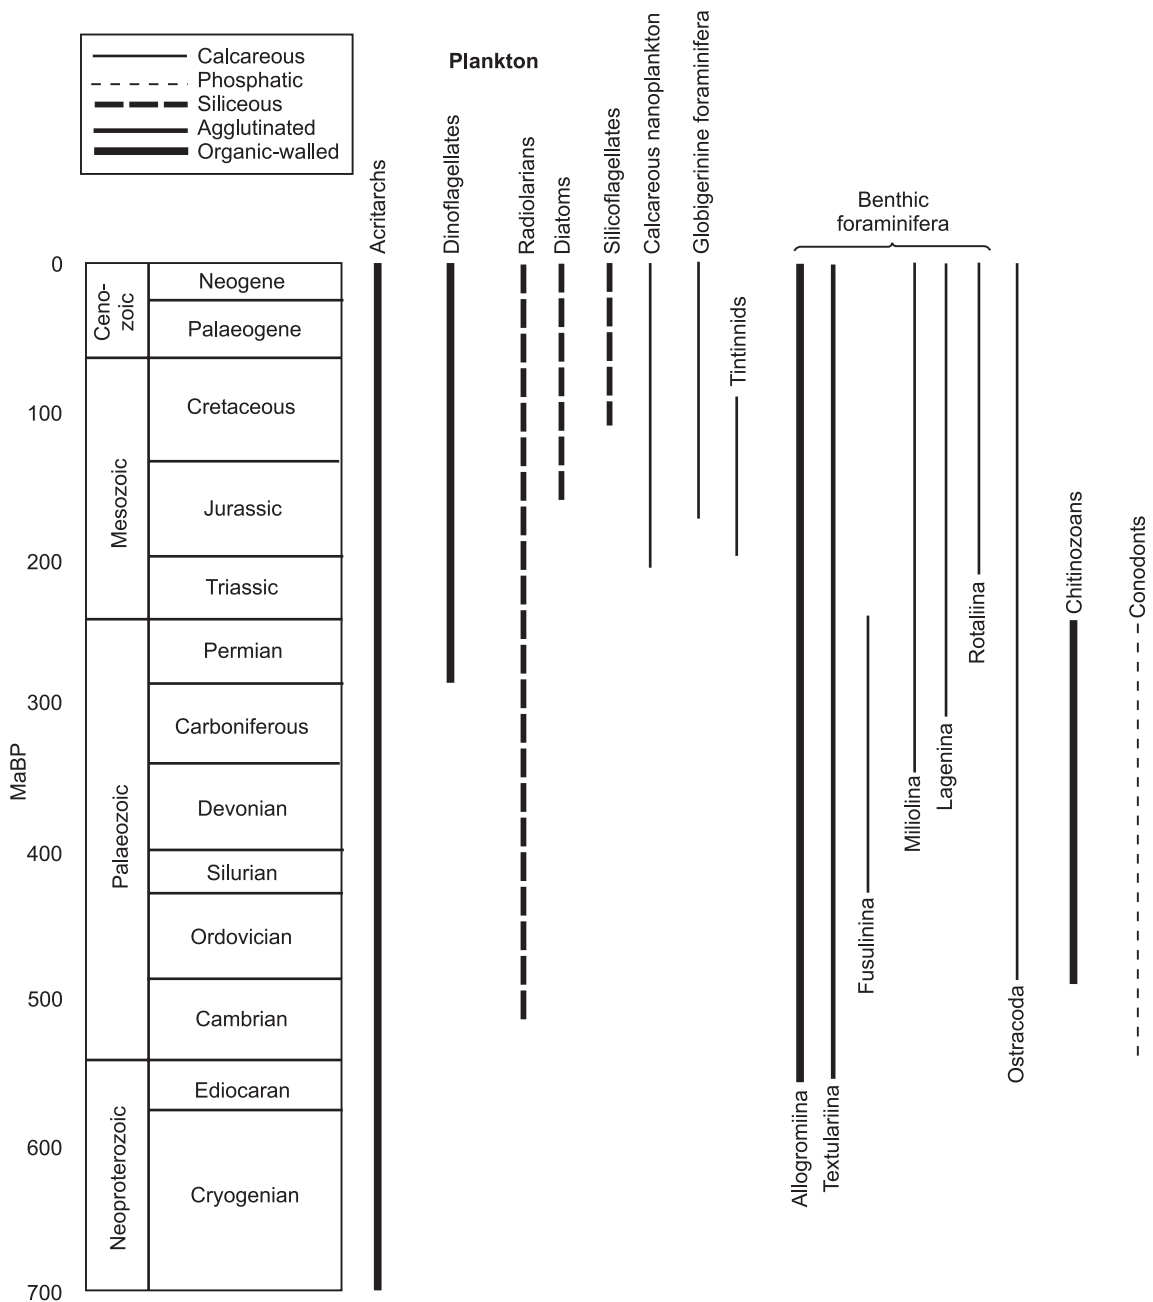 Calcareous
Phosphatic
Siliceous
Agglutinated
Organic-walled
Plankton
Acritarchs
Dinoflagellates
Radiolarians
Diatoms
Silicoflagellates
Calcareous nanoplankton
Globigerinine foraminifera
Tintinnids
Benthic
foraminifera
Allogromiina
Textulariina
Fusulinina
Miliolina
Lagenina
Rotaliina
Ostracoda
Chitinozoans
Conodonts
MaBP
0
100
200
300
400
500
600
700
Ceno-
zoic
Mesozoic
Palaeozoic
Neoproterozoic
Neogene
Palaeogene
Cretaceous
Jurassic
Triassic
Permian
Carboniferous
Devonian
Silurian
Ordovician
Cambrian
Ediocaran
Cryogenian